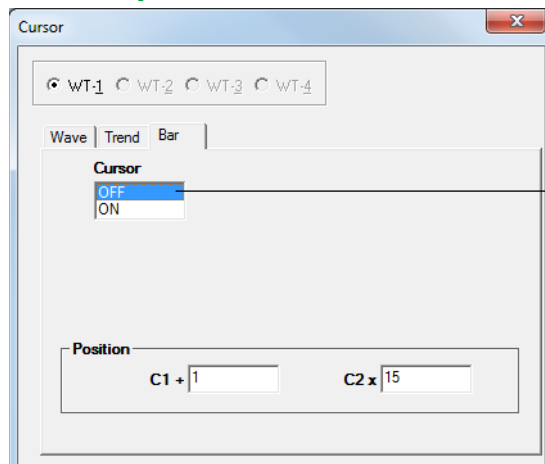 Cursor
WT-1 WT-2 WT-3 WT-4
Wave Trend Bar
Cursor
OFF
ON
Position
C1 + 1 C2 x 15